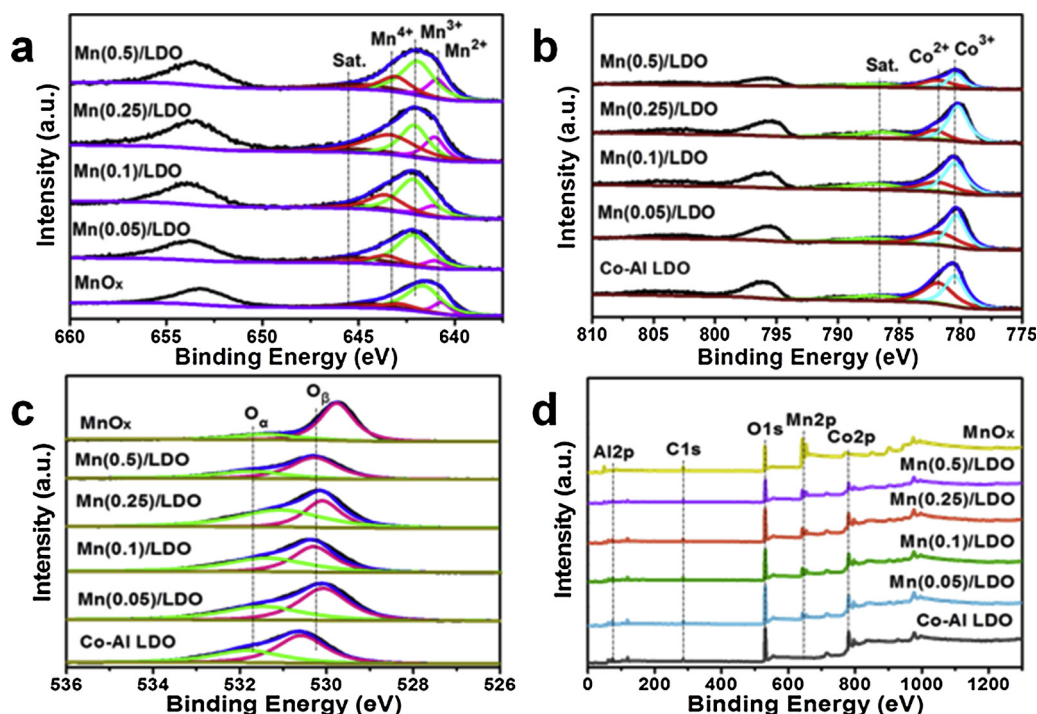 a
Mn4+
Mn3+
Mn2+
Sat.
Mn(0.5)/LDO
Mn(0.25)/LDO
Mn(0.1)/LDO
Mn(0.05)/LDO
MnOx
Intensity (a.u.)
660 655 650 645 640
Binding Energy (eV)
b
Sat.
Co2+
Co3+
Mn(0.5)/LDO
Mn(0.25)/LDO
Mn(0.1)/LDO
Mn(0.05)/LDO
Co-Al LDO
Intensity (a.u.)
810 805 800 795 790 785 780 775
Binding Energy (eV)
c
Oα
Oβ
MnOx
Mn(0.5)/LDO
Mn(0.25)/LDO
Mn(0.1)/LDO
Mn(0.05)/LDO
Co-Al LDO
Intensity (a.u.)
536 534 532 530 528 526
Binding Energy (eV)
d
Al2p
C1s
O1s
Mn2p
Co2p
MnOx
Mn(0.5)/LDO
Mn(0.25)/LDO
Mn(0.1)/LDO
Mn(0.05)/LDO
Co-Al LDO
Intensity (a.u.)
0 200 400 600 800 1000 1200
Binding Energy (eV)